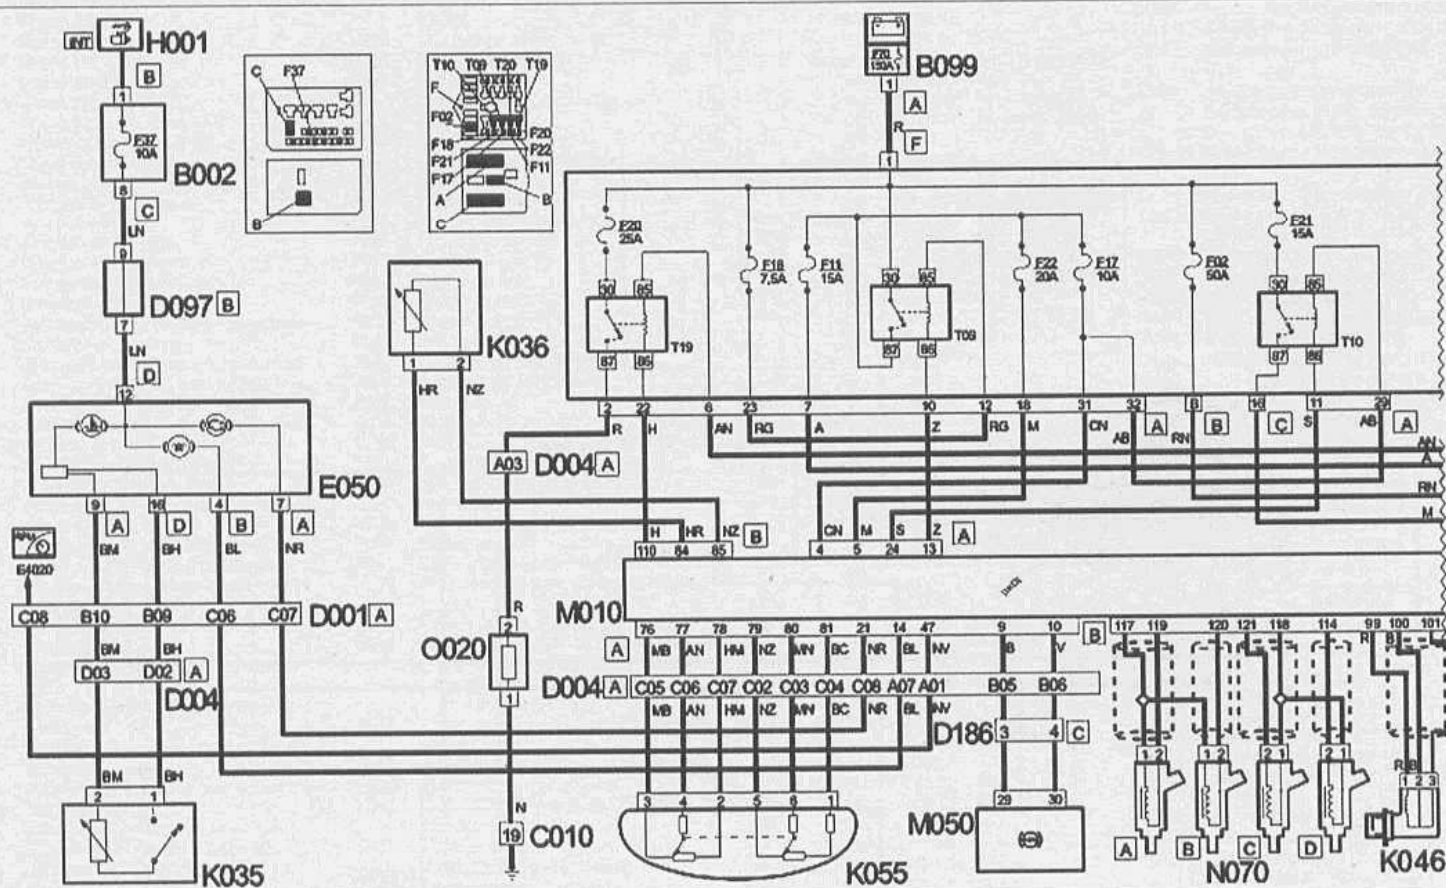 INT H001
B
1
F37
10A
B002
8
C
LN
9
D097 B
7
LN
D
12
E050
9 16 4 7
A D B A
BM BH BL NR
E4020
C08 B10 B09 C06 C07 D001 A
BM BH
D03 D02 A
D004
BM BH
2 1
K035
C F37
B
T10 T09 T20 T19
F
F02
F18 F20
F21 F22
F17 F11
A B
C
K036
1 2
HR NZ
F70
150A
B099
1
A
R
F
1
F20
25A
F18
7,5A
F11
15A
F22
20A
F17
10A
F02
50A
F21
15A
30 85
87 86
T19
30 85
87 86
T09
30 85
87 86
T10
2 22 6 23 7 10 12 18 31 32 A B B 16 C 11 29 A
R H AN RG A Z RG M CN AB RN S AB
AN
A
RN
M
A03 D004 A
H HR NZ B
110 84 85
CN M S Z A
4 5 24 13
M010
R
2
O020
1
N
19 C010
76 77 78 79 80 81 21 14 47 9 10 B
A MB AN HM NZ MN BC NR BL NV B V
D004 A C05 C06 C07 C02 C03 C04 C08 A07 A01 B05 B06
MB AN HM NZ MN BC NR BL NV
D186 3 4 C
3 4 2 5 6 1
K055
29 30
M050
117 119 120 121 118 114 99 100 101
R B
1 2 1 2 2 1 2 1
A B C D
N070
R B
1 2 3
K046